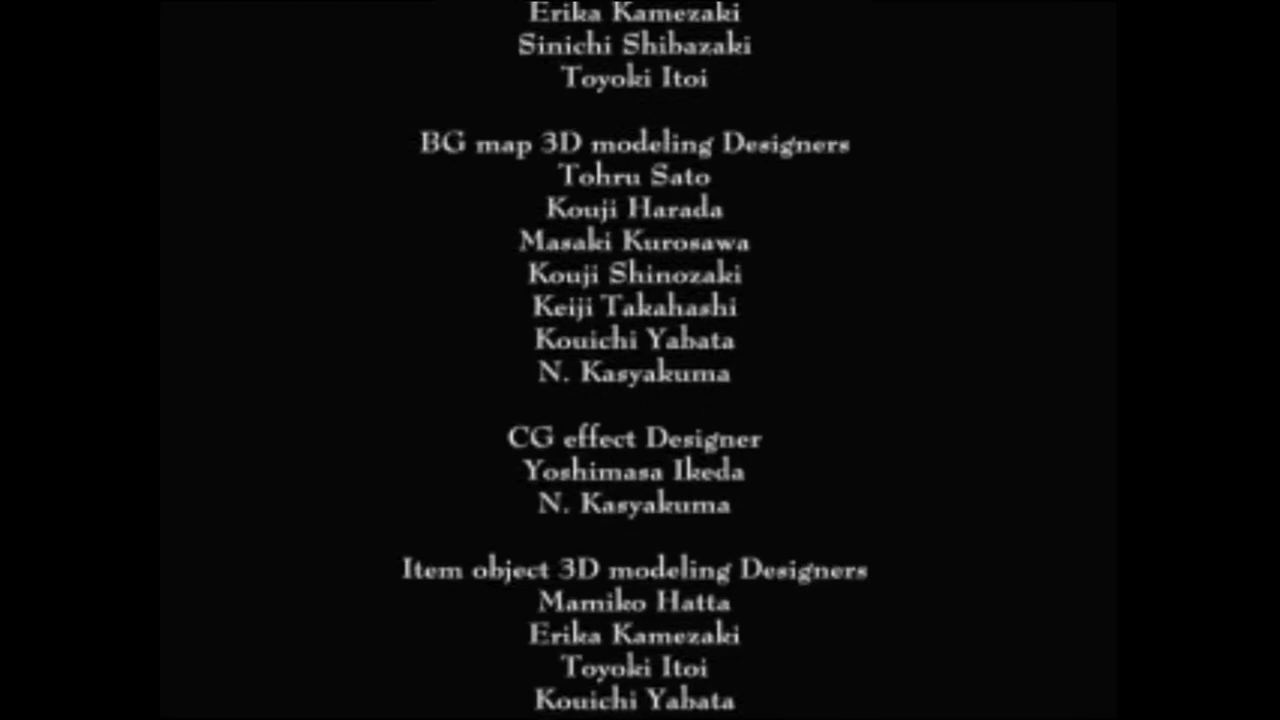 Erika Kamezaki
Sinichi Shibazaki
Toyoki Itoi
BG map 3D modeling Designers
Tohru Sato
Kouji Harada
Masaki Kurosawa
Kouji Shinozaki
Keiji Takahashi
Kouichi Yabata
N. Kasyakuma
CG effect Designer
Yoshimasa Ikeda
N. Kasyakuma
Item object 3D modeling Designers
Mamiko Hatta
Erika Kamezaki
Toyoki Itoi
Kouichi Yabata